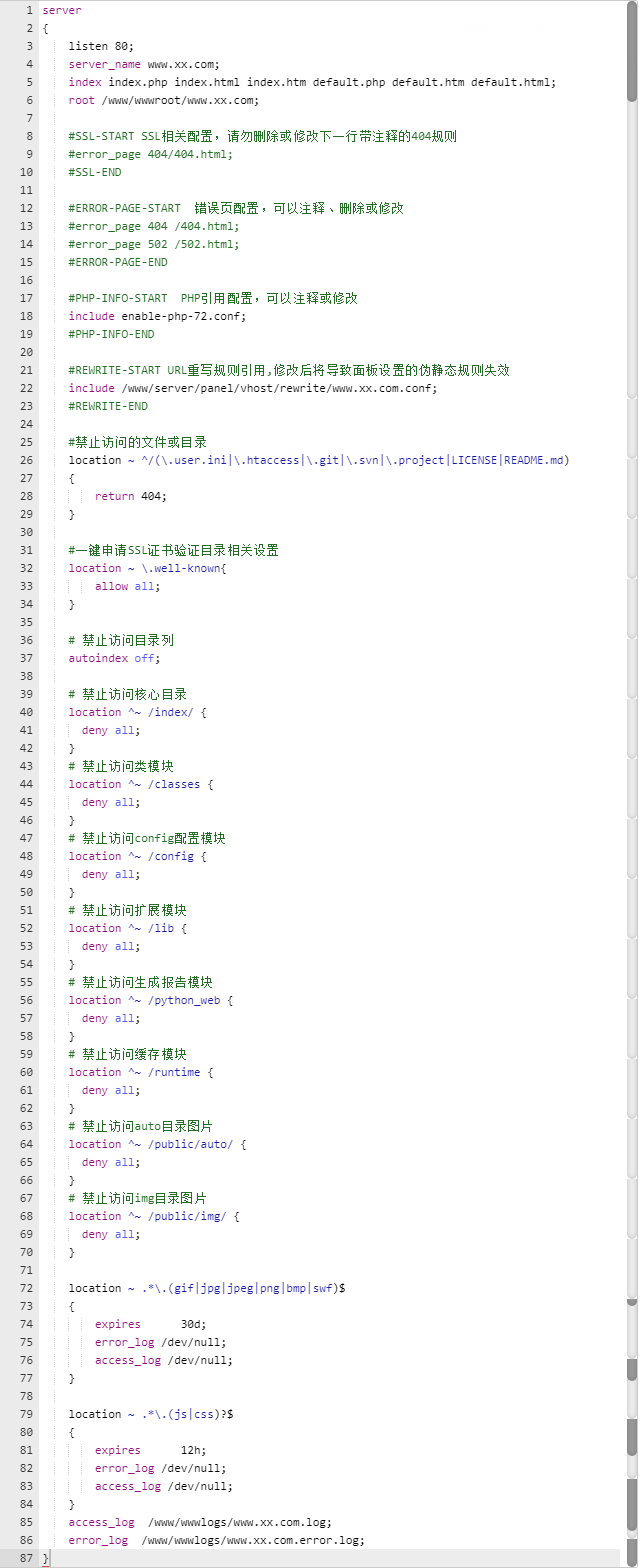 1 server
2 {
3 listen 80;
4 server_name www.xx.com;
5 index index.php index.html index.htm default.php default.htm default.html;
6 root /www/wwwroot/www.xx.com;
7
8 #SSL-START SSL相关配置，请勿删除或修改下一行带注释的404规则
9 #error_page 404/404.html;
10 #SSL-END
11
12 #ERROR-PAGE-START  错误页配置，可以注释、删除或修改
13 #error_page 404 /404.html;
14 #error_page 502 /502.html;
15 #ERROR-PAGE-END
16
17 #PHP-INFO-START  PHP引用配置，可以注释或修改
18 include enable-php-72.conf;
19 #PHP-INFO-END
20
21 #REWRITE-START URL重写规则引用,修改后将导致面板设置的伪静态规则失效
22 include /www/server/panel/vhost/rewrite/www.xx.com.conf;
23 #REWRITE-END
24
25 #禁止访问的文件或目录
26 location ~ ^/(\.user.ini|\.htaccess|\.git|\.svn|\.project|LICENSE|README.md)
27 {
28 return 404;
29 }
30
31 #一键申请SSL证书验证目录相关设置
32 location ~ \.well-known{
33 allow all;
34 }
35
36 # 禁止访问目录列
37 autoindex off;
38
39 # 禁止访问核心目录
40 location ^~ /index/ {
41 deny all;
42 }
43 # 禁止访问类模块
44 location ^~ /classes {
45 deny all;
46 }
47 # 禁止访问config配置模块
48 location ^~ /config {
49 deny all;
50 }
51 # 禁止访问扩展模块
52 location ^~ /lib {
53 deny all;
54 }
55 # 禁止访问生成报告模块
56 location ^~ /python_web {
57 deny all;
58 }
59 # 禁止访问缓存模块
60 location ^~ /runtime {
61 deny all;
62 }
63 # 禁止访问auto目录图片
64 location ^~ /public/auto/ {
65 deny all;
66 }
67 # 禁止访问img目录图片
68 location ^~ /public/img/ {
69 deny all;
70 }
71
72 location ~ .*\.(gif|jpg|jpeg|png|bmp|swf)$
73 {
74 expires      30d;
75 error_log /dev/null;
76 access_log /dev/null;
77 }
78
79 location ~ .*\.(js|css)?$
80 {
81 expires      12h;
82 error_log /dev/null;
83 access_log /dev/null;
84 }
85 access_log  /www/wwwlogs/www.xx.com.log;
86 error_log  /www/wwwlogs/www.xx.com.error.log;
87 }